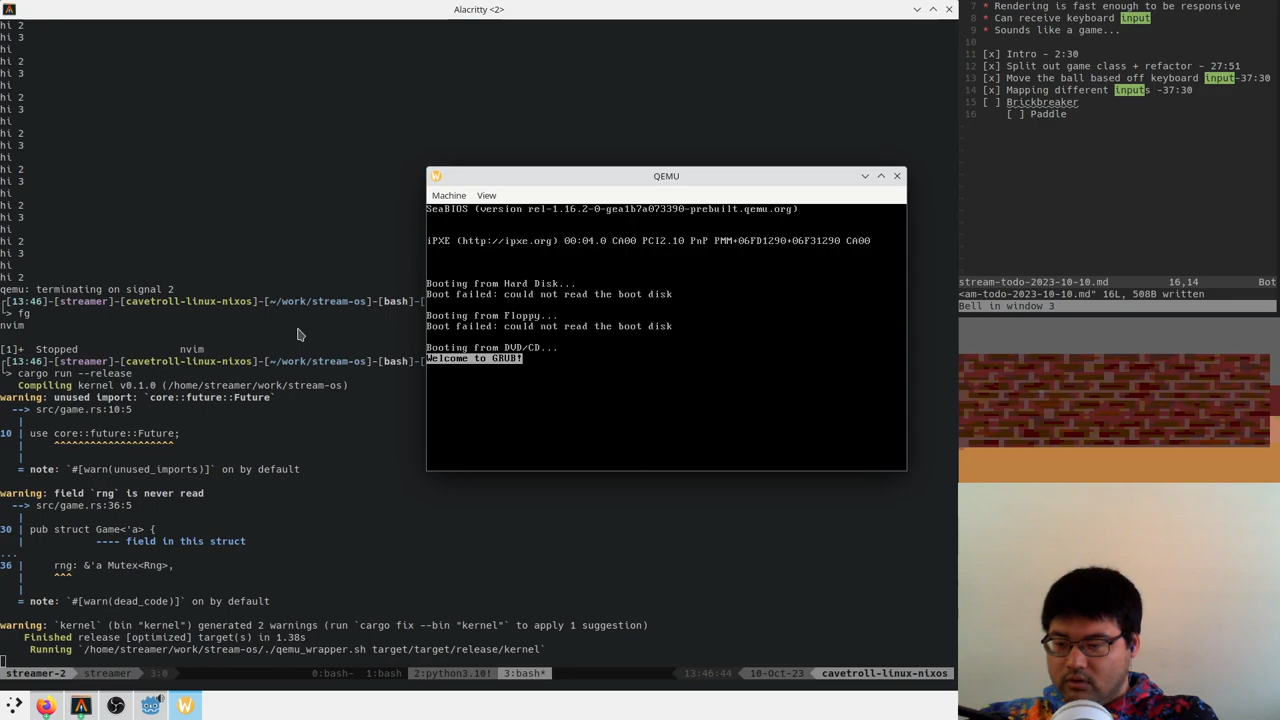 Alacritty <2>
hi 2
hi 3
hi
hi 2
hi 3
hi
hi 2
hi 3
hi
hi 2
hi 3
hi
hi 2
hi 3
hi
hi 2
hi 3
hi
hi 2
hi 3
hi
hi 2
qemu: terminating on signal 2
┌[13:46]-[streamer]-[cavetroll-linux-nixos]-[~/work/stream-os]-[bash]-[
└> fg
nvim
[1]+  Stopped                 nvim
┌[13:46]-[streamer]-[cavetroll-linux-nixos]-[~/work/stream-os]-[bash]-[
└> cargo run --release
   Compiling kernel v0.1.0 (/home/streamer/work/stream-os)
warning: unused import: `core::future::Future`
  --> src/game.rs:10:5
   |
10 | use core::future::Future;
   |     ^^^^^^^^^^^^^^^^^^^^
   |
   = note: `#[warn(unused_imports)]` on by default
warning: field `rng` is never read
  --> src/game.rs:36:5
   |
30 | pub struct Game<'a> {
   |            ---- field in this struct
...
36 |     rng: &'a Mutex<Rng>,
   |     ^^^
   |
   = note: `#[warn(dead_code)]` on by default
warning: `kernel` (bin "kernel") generated 2 warnings (run `cargo fix --bin "kernel"` to apply 1 suggestion)
    Finished release [optimized] target(s) in 1.38s
     Running `/home/streamer/work/stream-os/./qemu_wrapper.sh target/target/release/kernel`
streamer-2 streamer 3:0 0:bash- 1:bash 2:python3.10! 3:bash* 13:46:44 10-Oct-23 cavetroll-linux-nixos
QEMU
Machine View
SeaBIOS (version rel-1.16.2-0-gea1b7a073390-prebuilt.qemu.org)
iPXE (http://ipxe.org) 00:04.0 CA00 PCI2.10 PnP PMM+06FD1290+06F31290 CA00
Booting from Hard Disk...
Boot failed: could not read the boot disk
Booting from Floppy...
Boot failed: could not read the boot disk
Booting from DVD/CD...
Welcome to GRUB!
7 * Rendering is fast enough to be responsive
8 * Can receive keyboard input
9 * Sounds like a game...
10
11 [x] Intro - 2:30
12 [x] Split out game class + refactor - 27:51
13 [x] Move the ball based off keyboard input-37:30
14 [x] Mapping different inputs -37:30
15 [ ] Brickbreaker
16     [ ] Paddle
stream-todo-2023-10-10.md 16,14 Bot
<am-todo-2023-10-10.md" 16L, 508B written
Bell in window 3